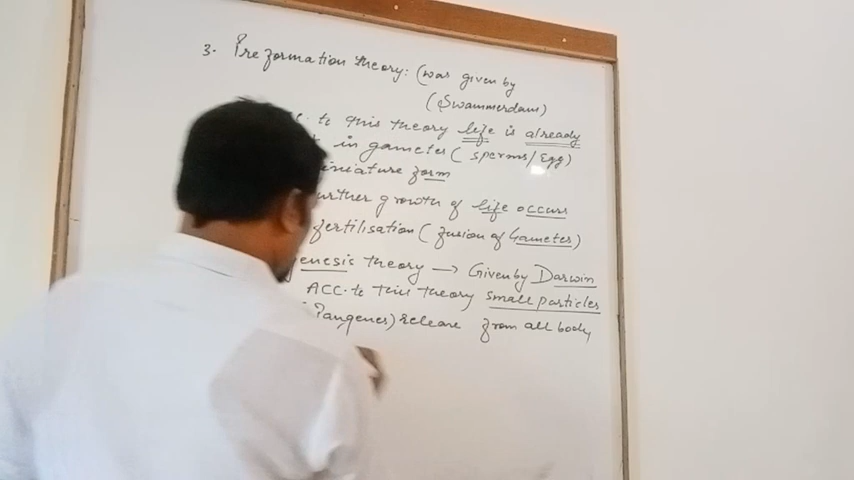 3. Preformation theory: (was given by
(Swammerdam)
to this theory life is already
in gametes (sperms/Egg)
miniature form
further growth of life occurs
fertilisation (fusion of Gametes)
genesis theory → Given by Darwin
ACC. to this theory small particles
(Pangenes) release from all body